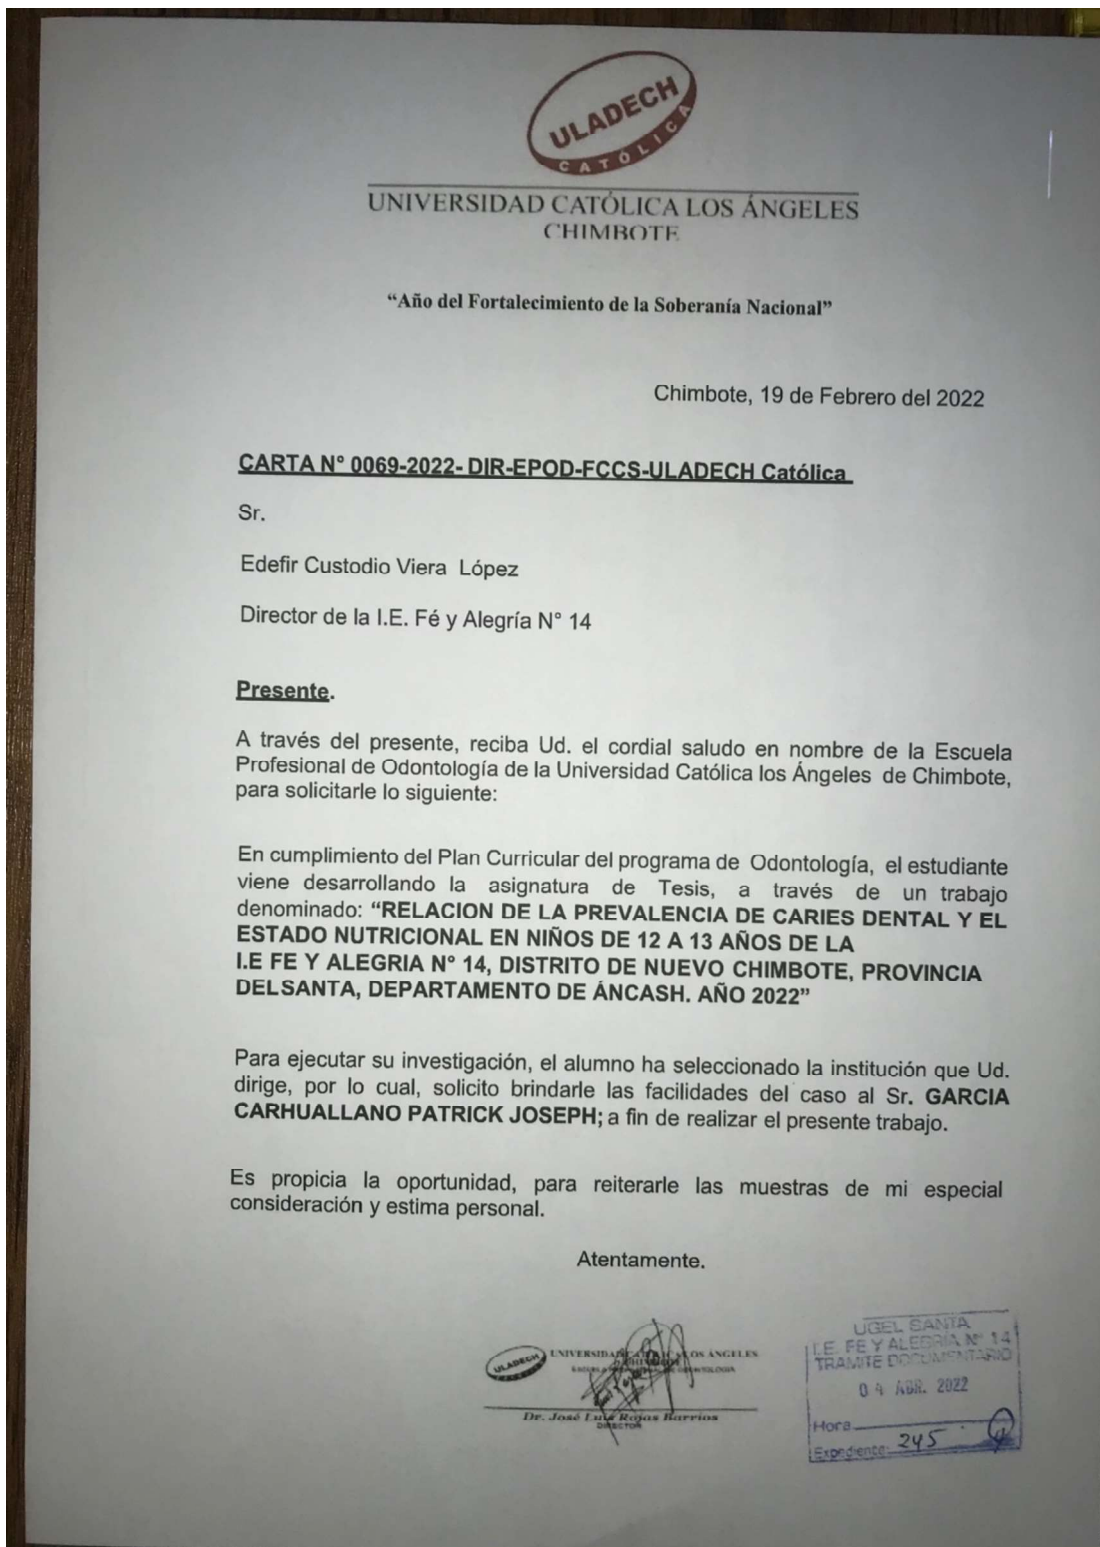 ULADECH
CATÓLICA
UNIVERSIDAD CATÓLICA LOS ÁNGELES
CHIMBOTE
“Año del Fortalecimiento de la Soberanía Nacional”
Chimbote, 19 de Febrero del 2022
CARTA N° 0069-2022- DIR-EPOD-FCCS-ULADECH Católica
Sr.
Edefir Custodio Viera López
Director de la I.E. Fé y Alegría N° 14
Presente.
A través del presente, reciba Ud. el cordial saludo en nombre de la Escuela
Profesional de Odontología de la Universidad Católica los Ángeles de Chimbote,
para solicitarle lo siguiente:
En cumplimiento del Plan Curricular del programa de Odontología, el estudiante
viene desarrollando la asignatura de Tesis, a través de un trabajo
denominado: “RELACION DE LA PREVALENCIA DE CARIES DENTAL Y EL
ESTADO NUTRICIONAL EN NIÑOS DE 12 A 13 AÑOS DE LA
I.E FE Y ALEGRIA N° 14, DISTRITO DE NUEVO CHIMBOTE, PROVINCIA
DELSANTA, DEPARTAMENTO DE ÁNCASH. AÑO 2022”
Para ejecutar su investigación, el alumno ha seleccionado la institución que Ud.
dirige, por lo cual, solicito brindarle las facilidades del caso al Sr. GARCIA
CARHUALLANO PATRICK JOSEPH; a fin de realizar el presente trabajo.
Es propicia la oportunidad, para reiterarle las muestras de mi especial
consideración y estima personal.
Atentamente.
ULADECH
LOS ÁNGELES
Dr. José Luis Rojas Barrios
DIRECTOR
UGEL SANTA
I.E. FE Y ALEGRÍA N° 14
TRAMITE DOCUMENTARIO
04 ABR. 2022
Hora
Expediente: 245